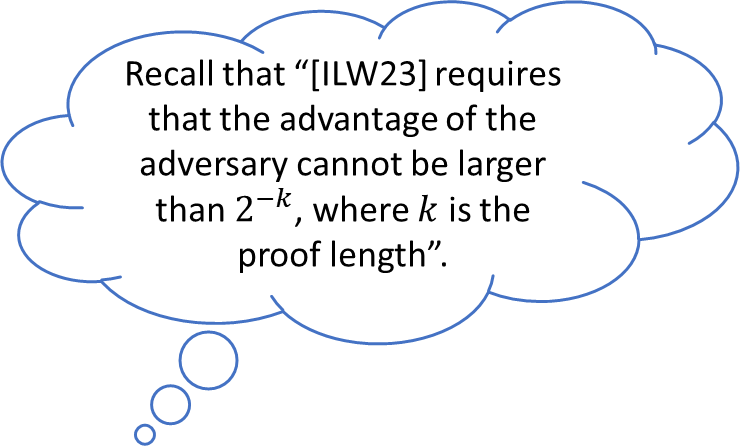 Recall that “[ILW23] requires
that the advantage of the
adversary cannot be larger
than $2^{-k}$, where $k$ is the
proof length”.